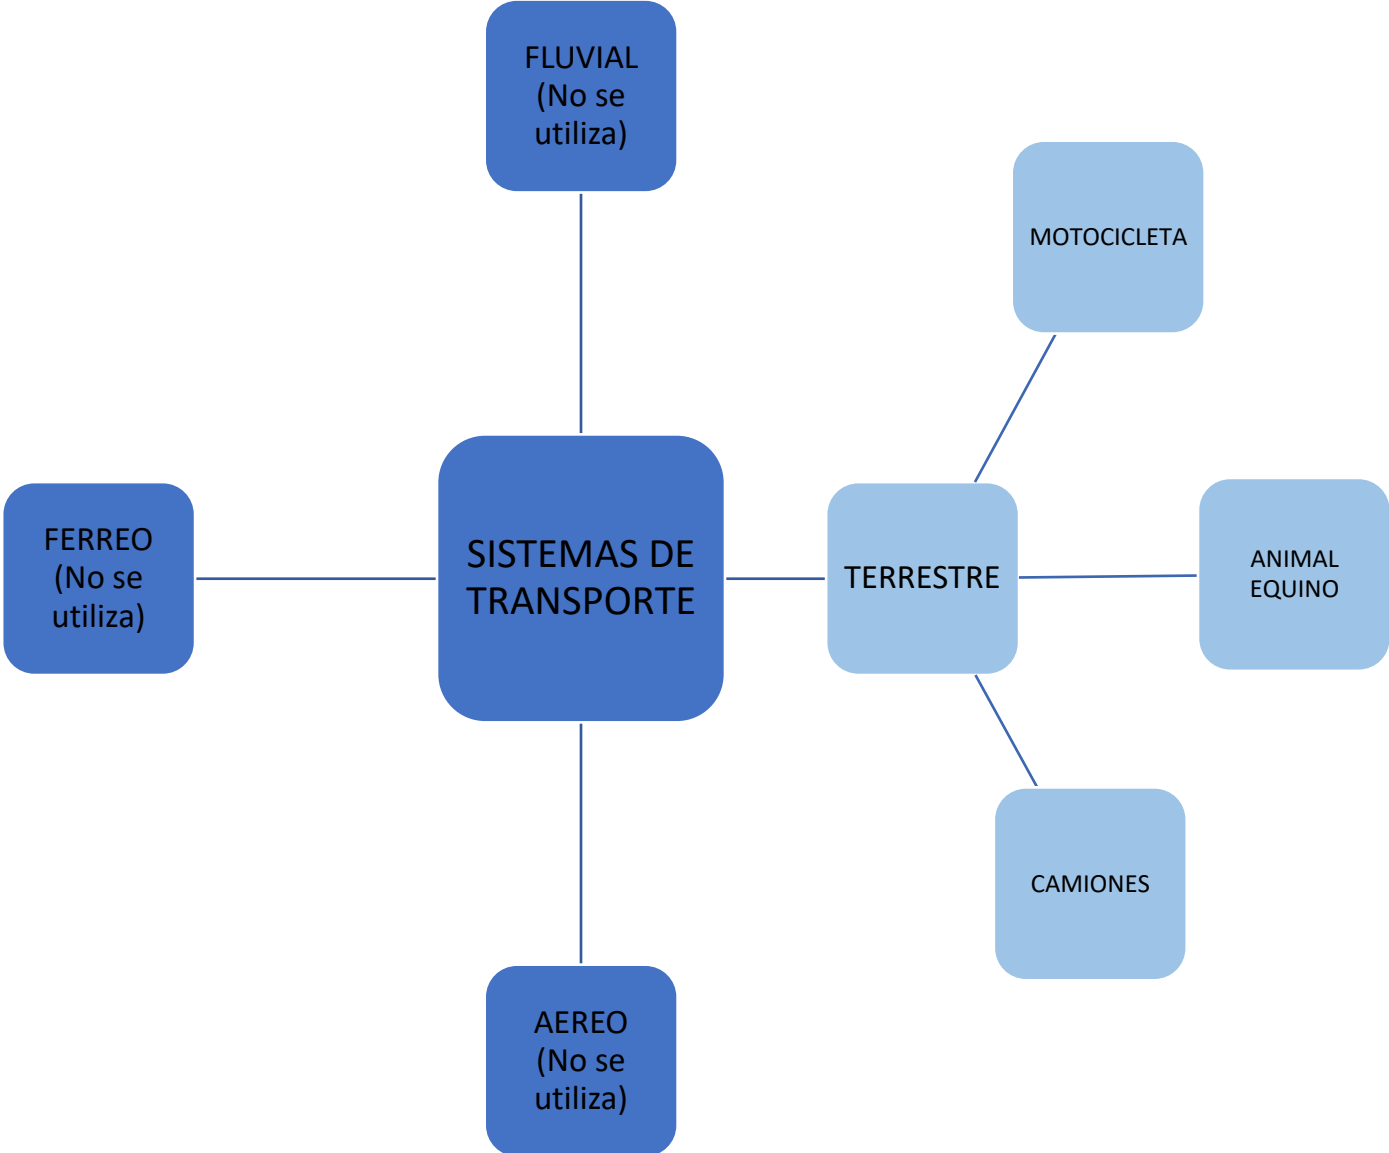 FLUVIAL
(No se
utiliza)
MOTOCICLETA
FERREO
(No se
utiliza)
SISTEMAS DE
TRANSPORTE
TERRESTRE
ANIMAL
EQUINO
CAMIONES
AEREO
(No se
utiliza)